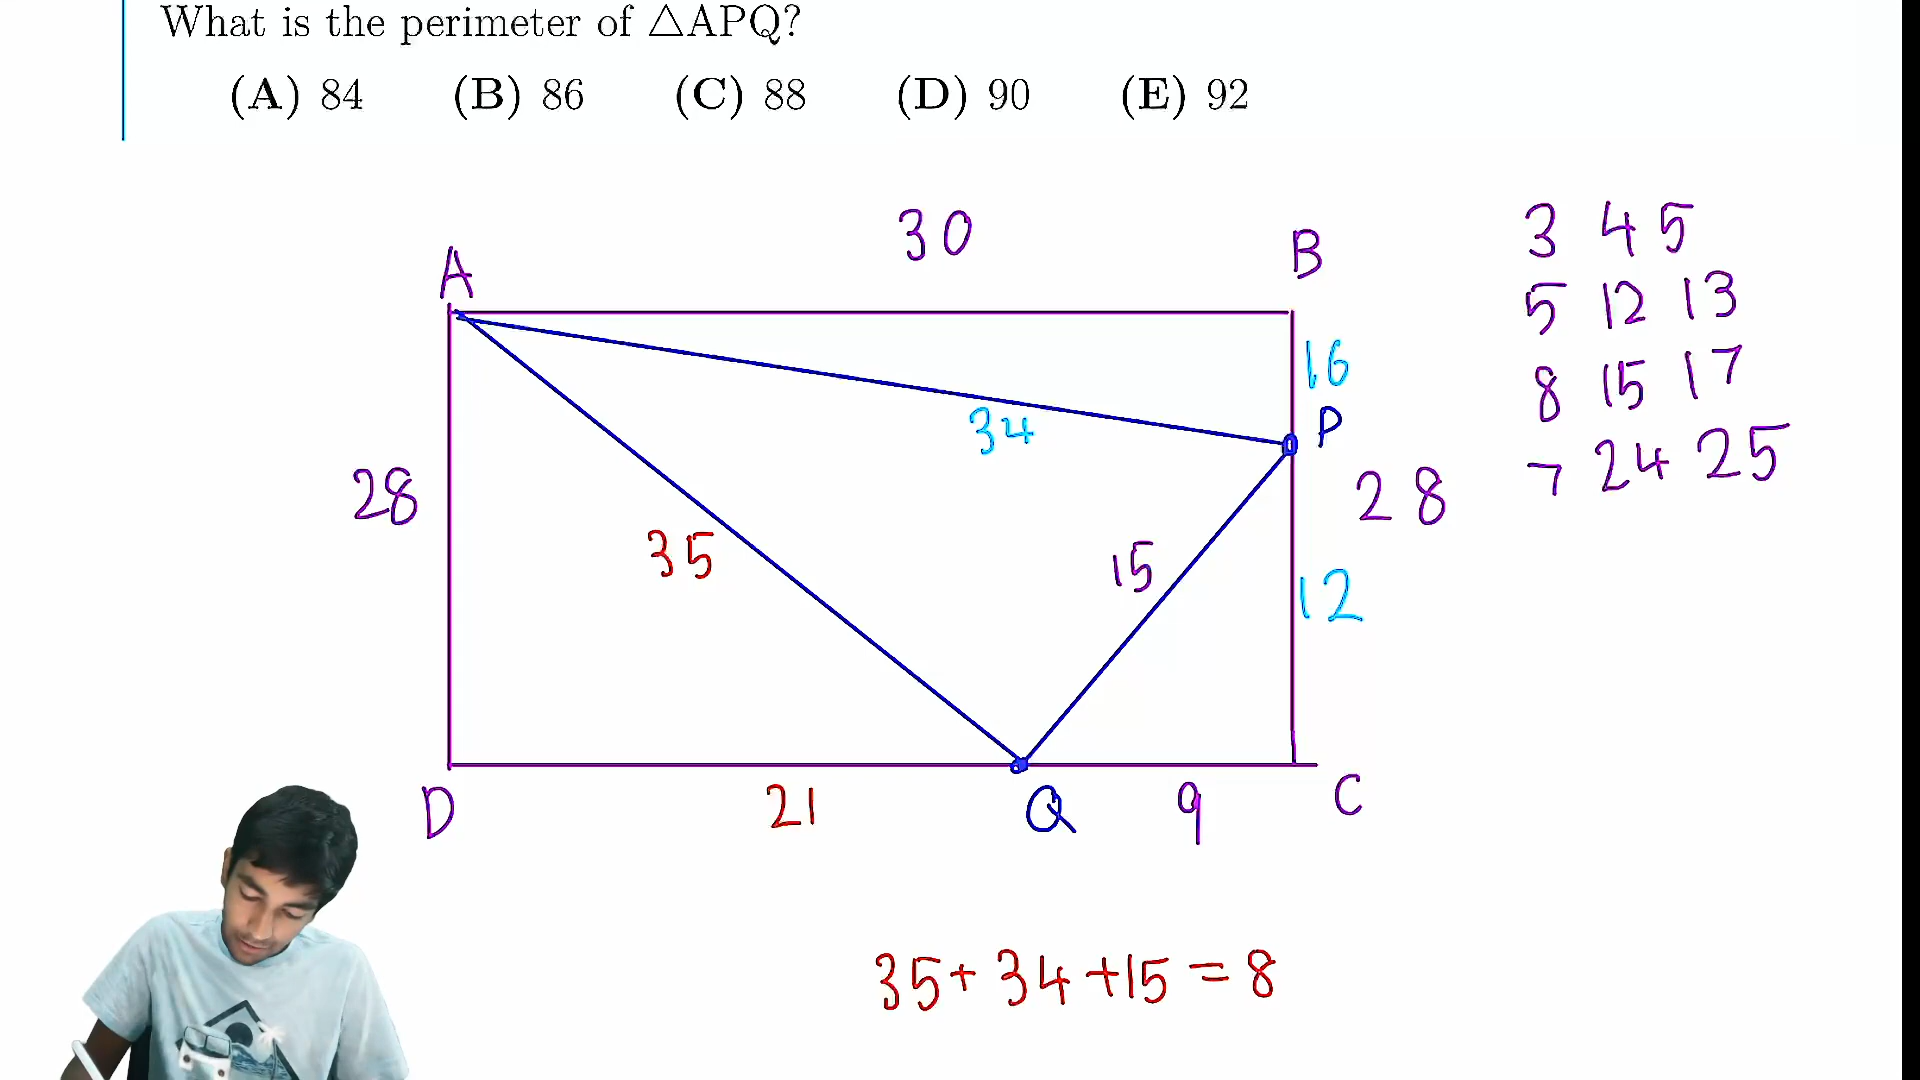 What is the perimeter of △APQ?
(A) 84 (B) 86 (C) 88 (D) 90 (E) 92
30
A
B
3 4 5
5 12 13
8 15 17
7 24 25
16
P
34
28
28
35
15
12
D
21
Q
9
C
35+ 34 +15 = 8